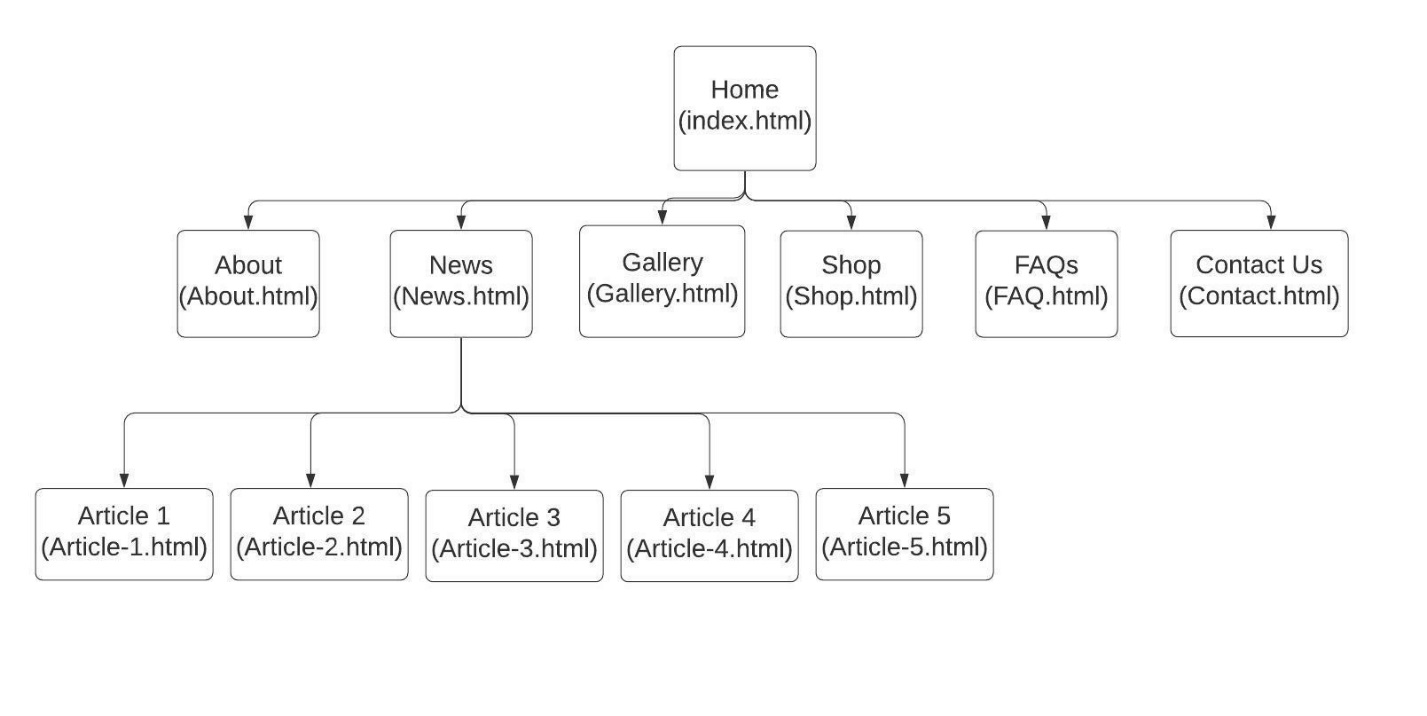 Home
(index.html)
About
(About.html)
News
(News.html)
Gallery
(Gallery.html)
Shop
(Shop.html)
FAQs
(FAQ.html)
Contact Us
(Contact.html)
Article 1
(Article-1.html)
Article 2
(Article-2.html)
Article 3
(Article-3.html)
Article 4
(Article-4.html)
Article 5
(Article-5.html)